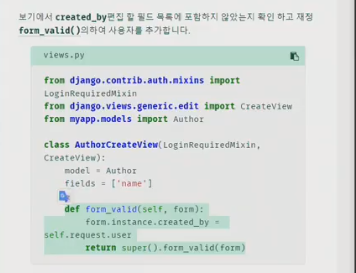 보기에서 created_by편집 할 필드 목록에 포함하지 않았는지 확인 하고 재정
form_valid()의하여 사용자를 추가합니다.
views.py
from django.contrib.auth.mixins import
LoginRequiredMixin
from django.views.generic.edit import CreateView
from myapp.models import Author
class AuthorCreateView(LoginRequiredMixin,
CreateView):
model = Author
fields = ['name']
def form_valid(self, form):
form.instance.created_by =
self.request.user
return super().form_valid(form)